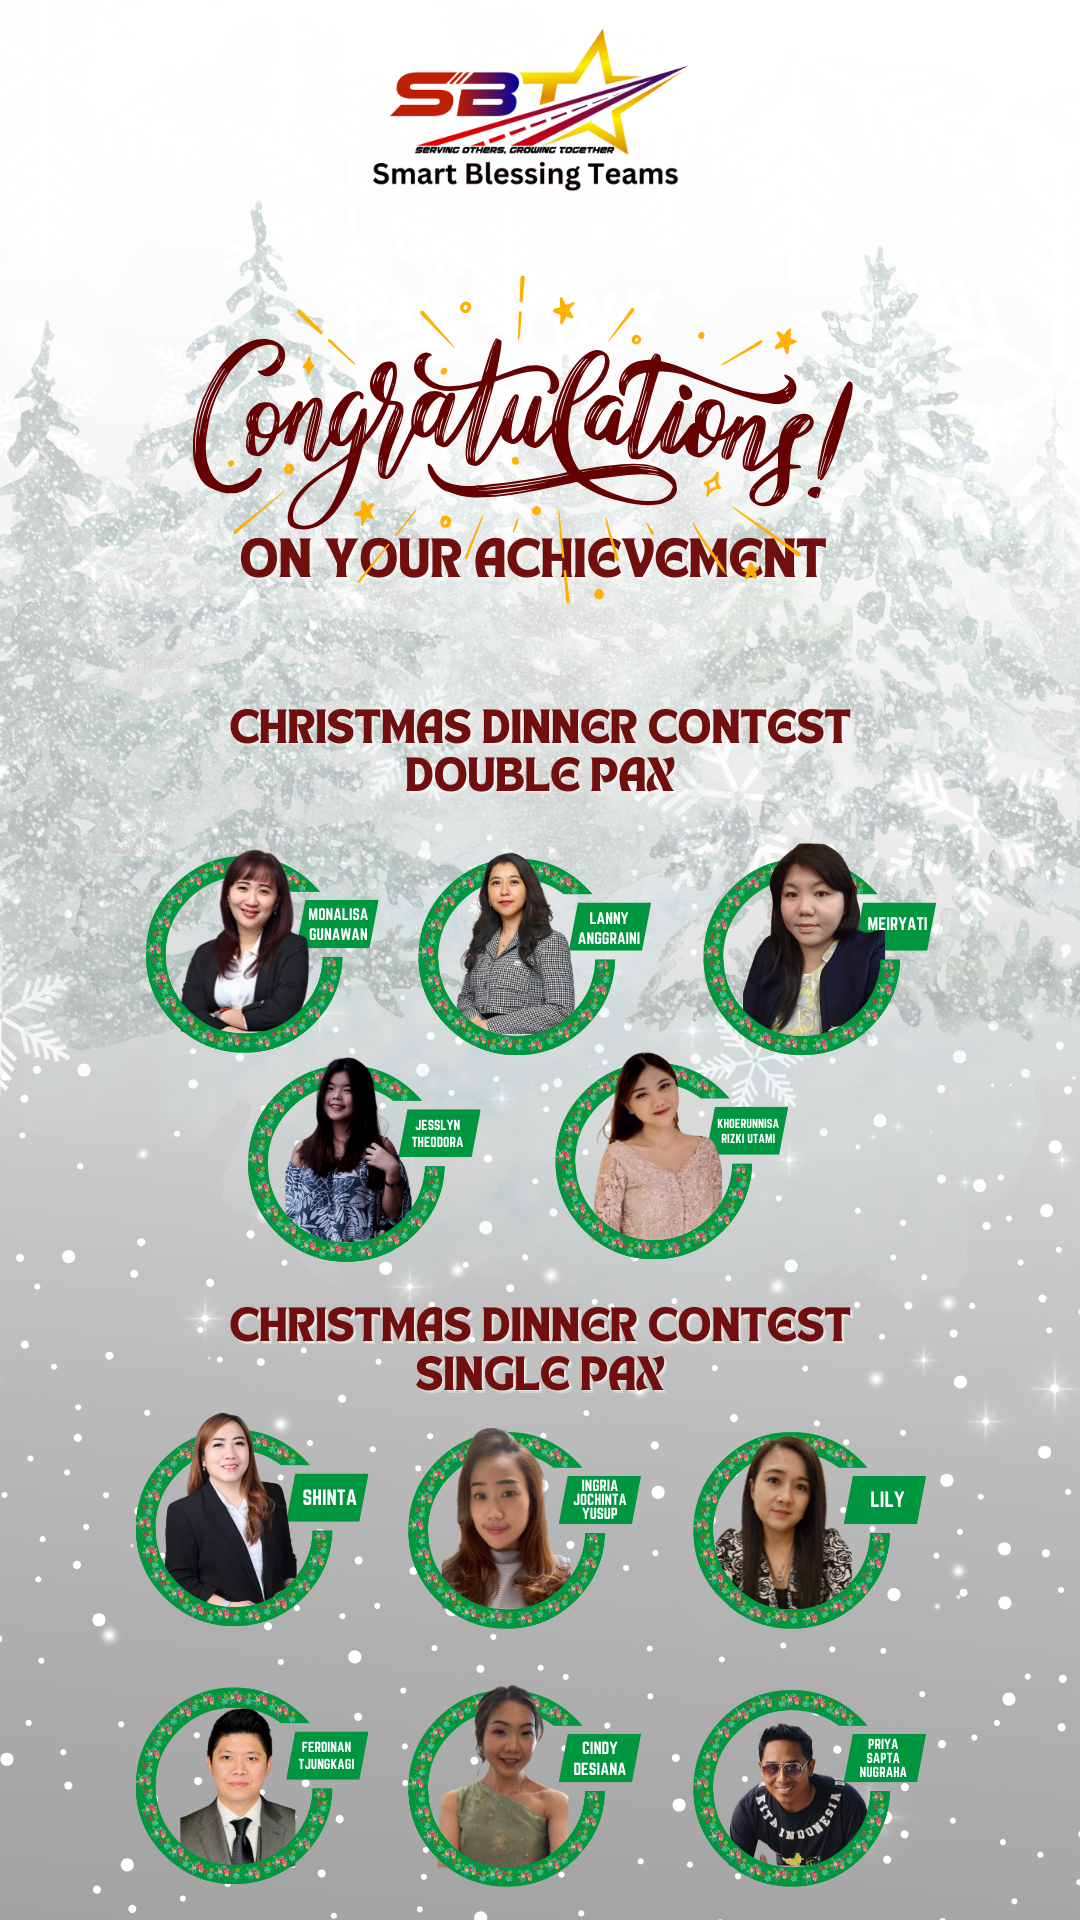 SBT
SERVING OTHERS, GROWING TOGETHER
Smart Blessing Teams
Congratulations!
ON YOUR ACHIEVEMENT
CHRISTMAS DINNER CONTEST
DOUBLE PAX
MONALISA
GUNAWAN
LANNY
ANGGRAINI
MEIRYATI
JESSLYN
THEODORA
KHOERUNNISA
RIZKI UTAMI
CHRISTMAS DINNER CONTEST
SINGLE PAX
SHINTA
INGRIA
JOCHINTA
YUSUP
LILY
FERDINAN
TJUNGKAGI
CINDY
DESIANA
PRIYA
SAPTA
NUGRAHA
KITA INDONESIA